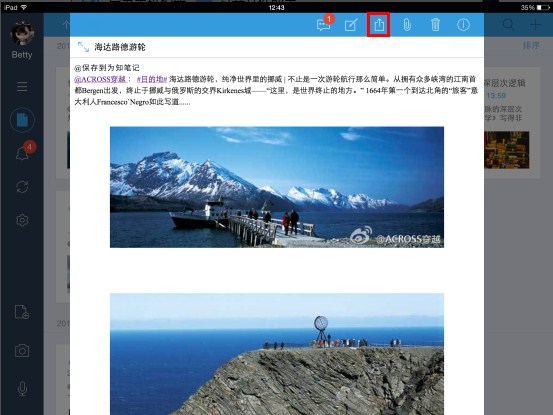 iPad
12:43
35%
1
Betty
4
排序
海达路德游轮
@保存到为知笔记
@ACROSS穿越： #目的地# 海达路德游轮，纯净世界里的挪威 | 不止是一次游轮航行那么简单。从拥有众多峡湾的江南首
都Bergen出发，终止于挪威与俄罗斯的交界Kirkenes城——“这里，是世界终止的地方。” 1664年第一个到达北角的“旅客”意
大利人Francesco`Negro如此写道......
深层次逻辑
13:59
殊的深层次
@ACROSS穿越